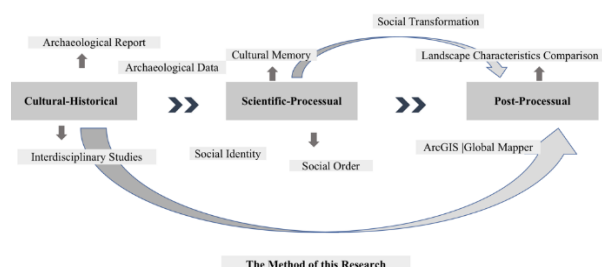 Social Transformation
Archaeological Report
Cultural Memory
Landscape Characteristics Comparison
Archaeological Data
Cultural-Historical
Scientific-Processual
Post-Processual
Interdisciplinary Studies
Social Identity
Social Order
ArcGIS |Global Mapper
The Method of this Research